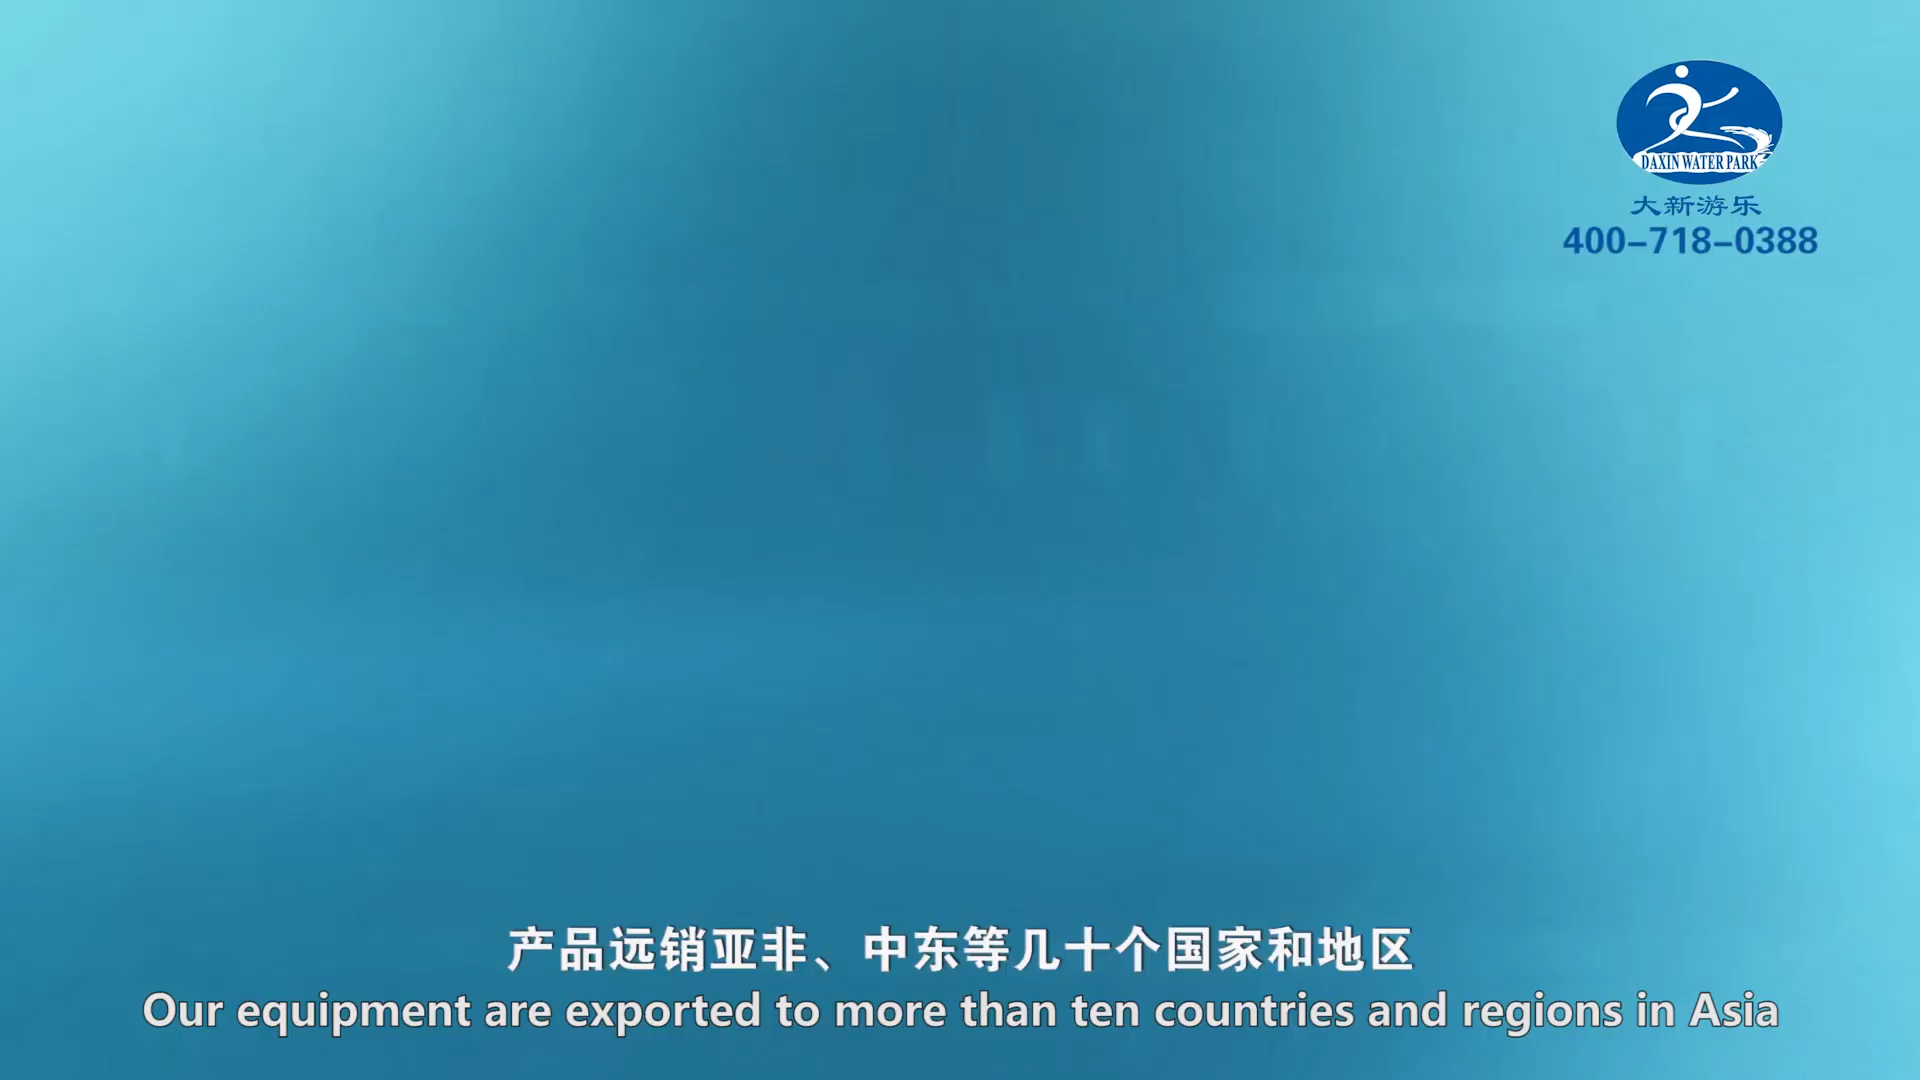 DAXIN WATER PARK
大新游乐
400-718-0388
产品远销亚非、中东等几十个国家和地区
Our equipment are exported to more than ten countries and regions in Asia